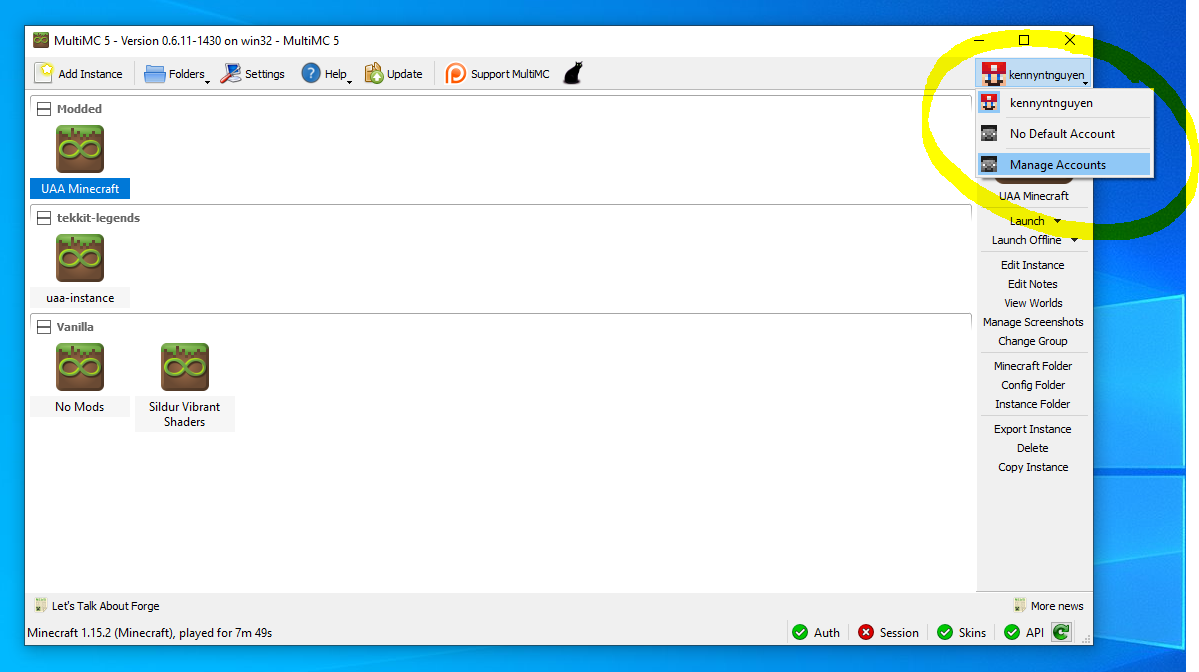 MultiMC 5 - Version 0.6.11-1430 on win32 - MultiMC 5
Add Instance
Folders
Settings
Help
Update
Support MultiMC
kennyntnguyen
kennyntnguyen
No Default Account
Manage Accounts
Modded
UAA Minecraft
tekkit-legends
uaa-instance
Vanilla
No Mods
Sildur Vibrant
Shaders
UAA Minecraft
Launch
Launch Offline
Edit Instance
Edit Notes
View Worlds
Manage Screenshots
Change Group
Minecraft Folder
Config Folder
Instance Folder
Export Instance
Delete
Copy Instance
Let's Talk About Forge
More news
Minecraft 1.15.2 (Minecraft), played for 7m 49s
Auth
Session
Skins
API